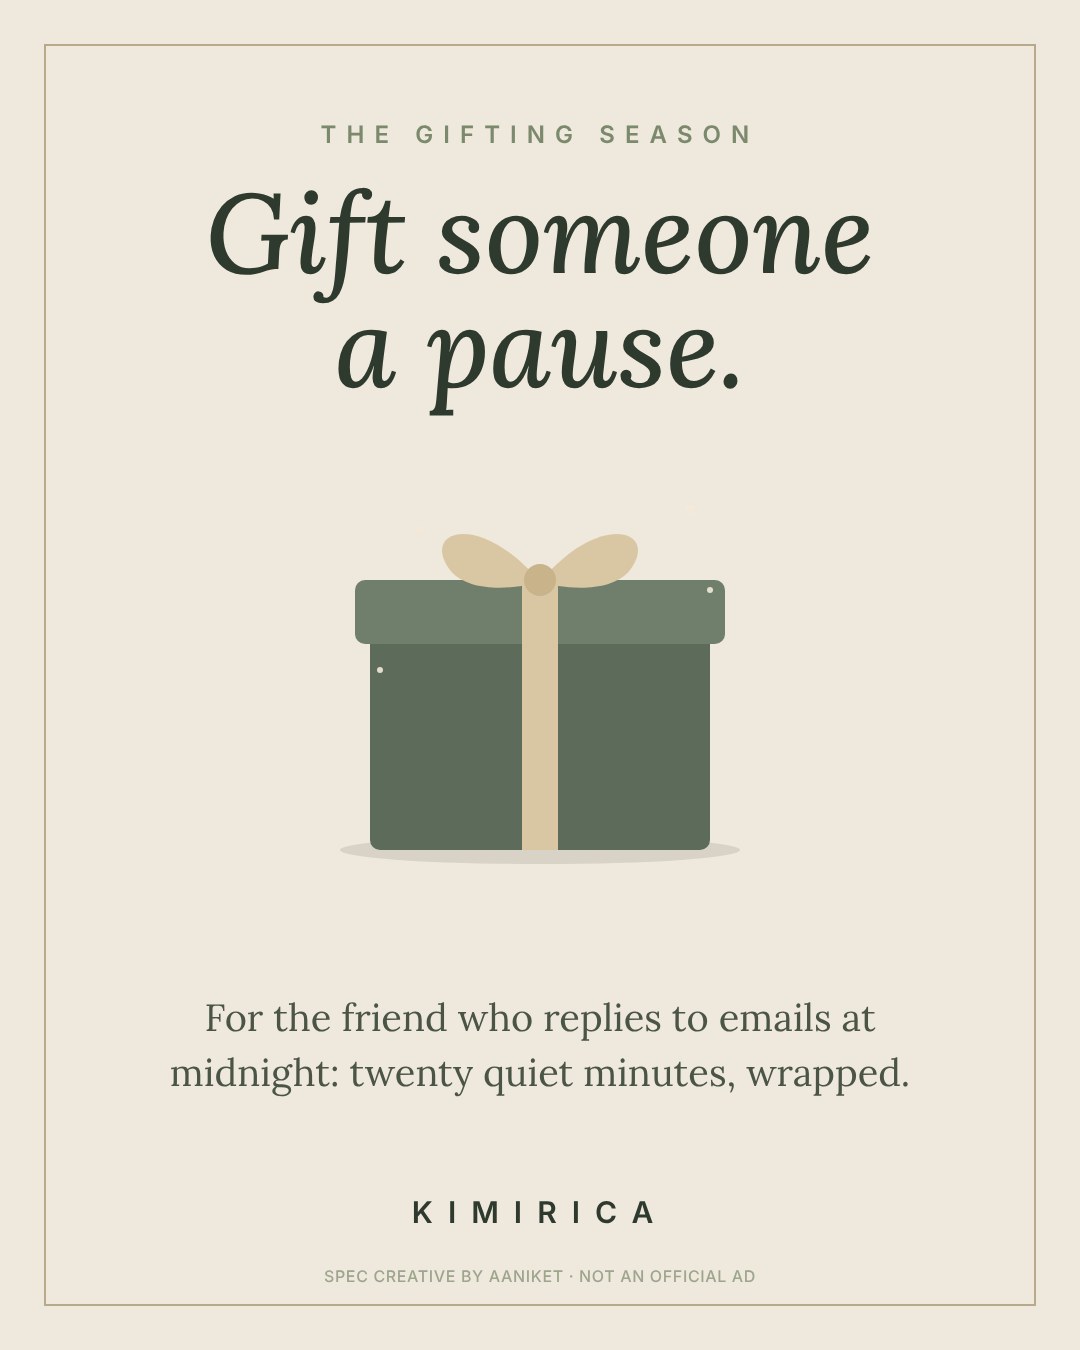 THE GIFTING SEASON
Gift someone
a pause.
For the friend who replies to emails at
midnight: twenty quiet minutes, wrapped.
KIMIRICA
SPEC CREATIVE BY AANIKET · NOT AN OFFICIAL AD